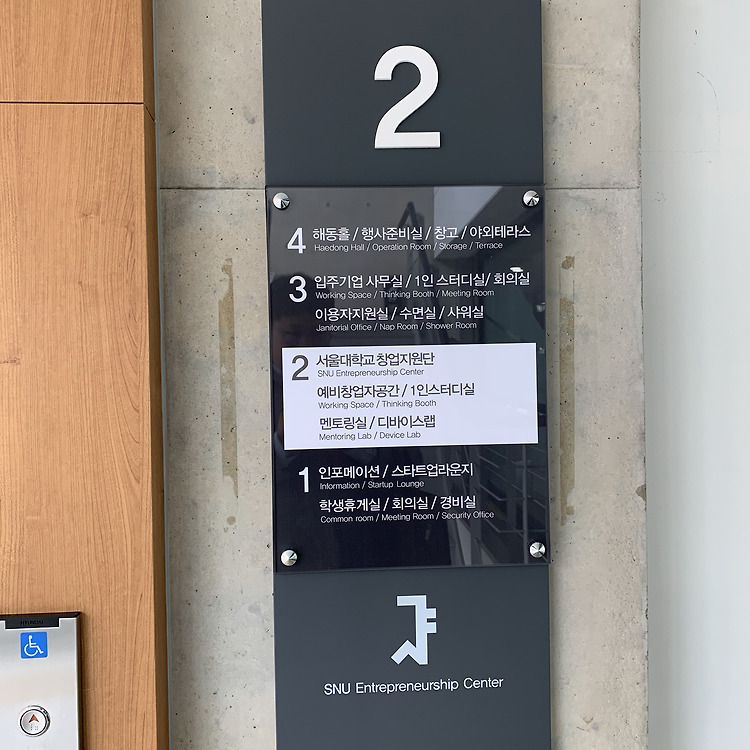 2
4 해동홀 / 행사준비실 / 창고 / 야외테라스
Haedong Hall / Operation Room / Storage / Terrace
3 입주기업 사무실 / 1인 스터디실/ 회의실
Working Space / Thinking Booth / Meeting Room
이용자지원실 / 수면실 / 샤워실
Janitorial Office / Nap Room / Shower Room
2 서울대학교 창업지원단
SNU Entrepreneurship Center
예비창업자공간 / 1인스터디실
Working Space / Thinking Booth
멘토링실 / 디바이스랩
Mentoring Lab / Device Lab
1 인포메이션 / 스타트업라운지
Information / Startup Lounge
학생휴게실 / 회의실 / 경비실
Common room / Meeting Room / Security Office
SNU Entrepreneurship Center
HYUNDAI